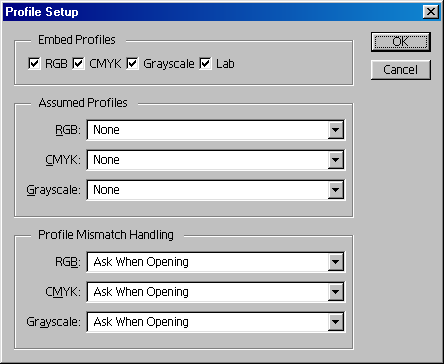 Profile Setup
Embed Profiles
RGB CMYK Grayscale Lab
OK
Cancel
Assumed Profiles
RGB: None
CMYK: None
Grayscale: None
Profile Mismatch Handling
RGB: Ask When Opening
CMYK: Ask When Opening
Grayscale: Ask When Opening